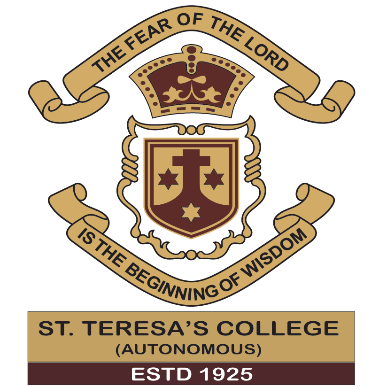 THE FEAR OF THE LORD
IS THE BEGINNING OF WISDOM
ST. TERESA'S COLLEGE
(AUTONOMOUS)
ESTD 1925